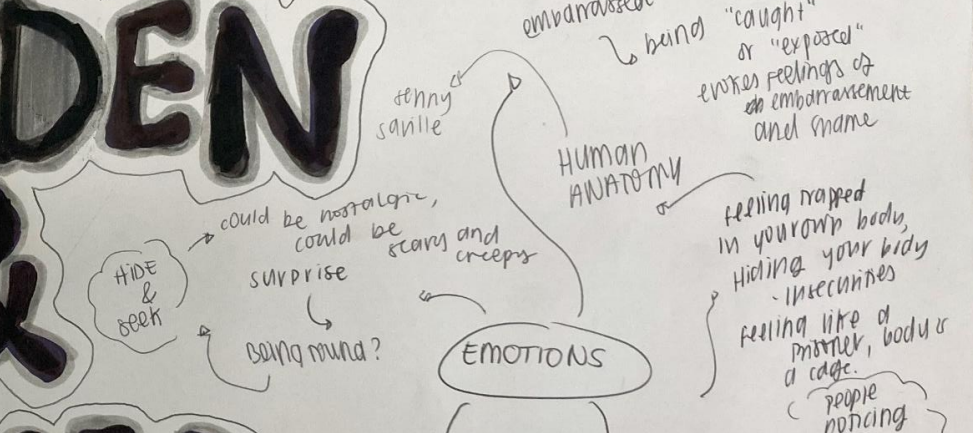 DEN
embarrassed
being "caught"
or "exposed"
evokes feelings of
embarrassement
and shame
jenny
saville
HUMAN
ANATOMY
feeling trapped
in your own body,
Hiding your body
- insecurities
feeling like a
prisoner, body is
a cage.
people
noticing
could be nostalgic,
could be
scary and
creepy
HIDE
&
seek
surprise
Being found?
EMOTIONS